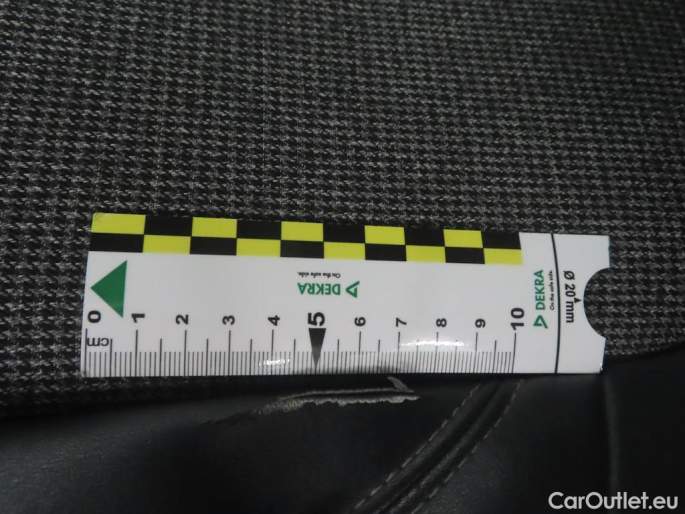 DEKRA
On the safe side.
cm 0 1 2 3 4 5 6 7 8 9 10
DEKRA
On the safe side.
Ø 20 mm
CarOutlet.eu